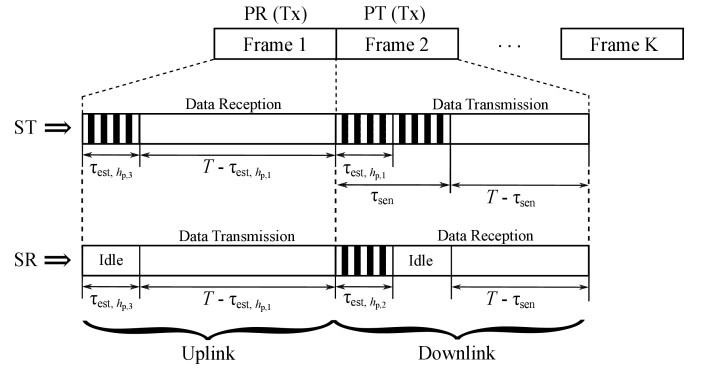 PR (Tx) PT (Tx)
Frame 1 Frame 2 . . . Frame K
Data Reception Data Transmission
ST ⇒
τest, hp,3 T - τest, hp,1 τest, hp,1
τsen T - τsen
Data Transmission Data Reception
SR ⇒ Idle Idle
τest, hp,3 T - τest, hp,1 τest, hp,2 T - τsen
Uplink Downlink